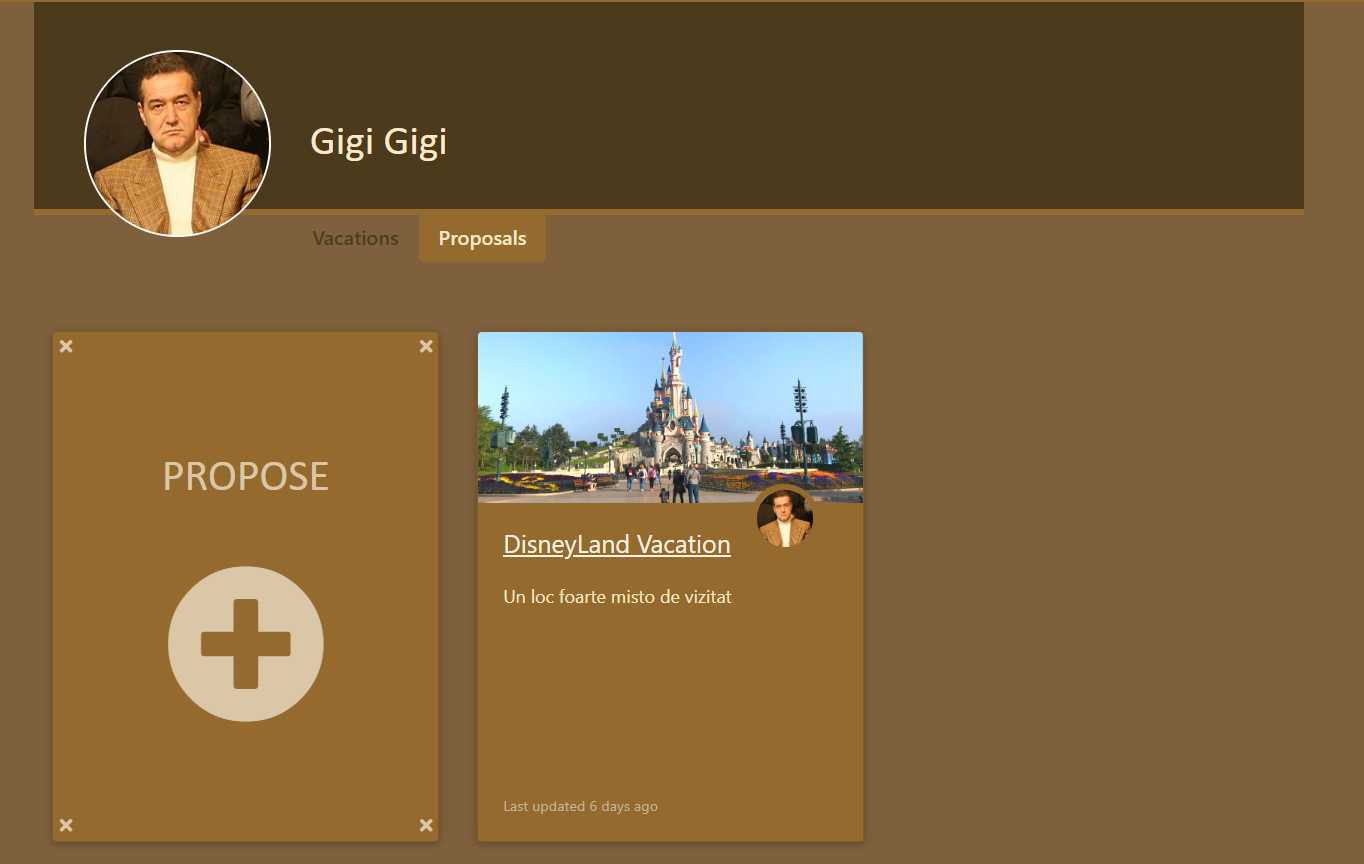 Gigi Gigi
Vacations
Proposals
PROPOSE
DisneyLand Vacation
Un loc foarte misto de vizitat
Last updated 6 days ago